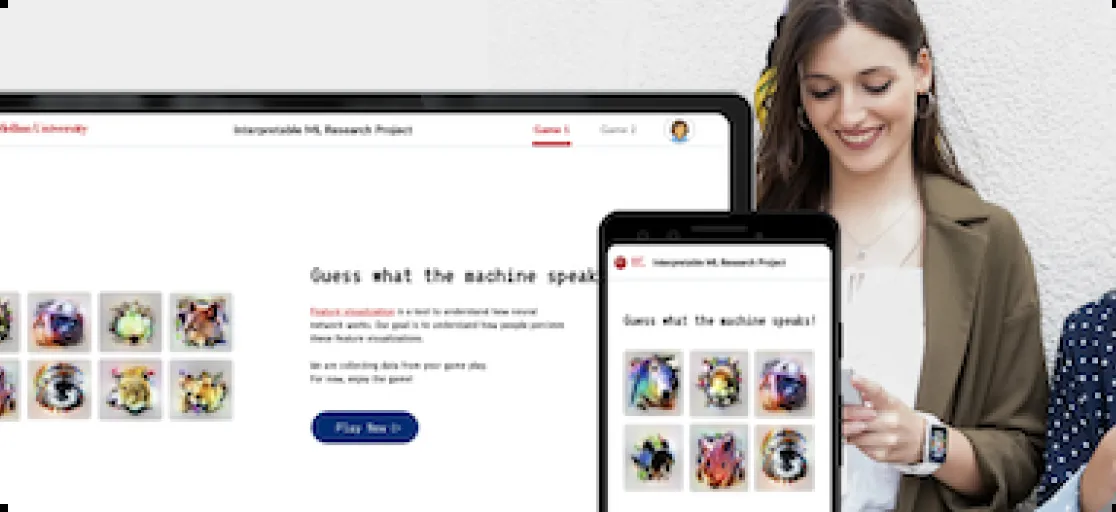 Mellon University
Interpretable ML Research Project
Game 1
Game 2
Guess what the machine speak
Feature visualization is a tool to understand how neural
network works. Our goal is to understand how people perceive
these feature visualizations.
We are collecting data from your game play.
For now, enjoy the game!
Play Now
Interpretable ML Research Project
Guess what the machine speaks!